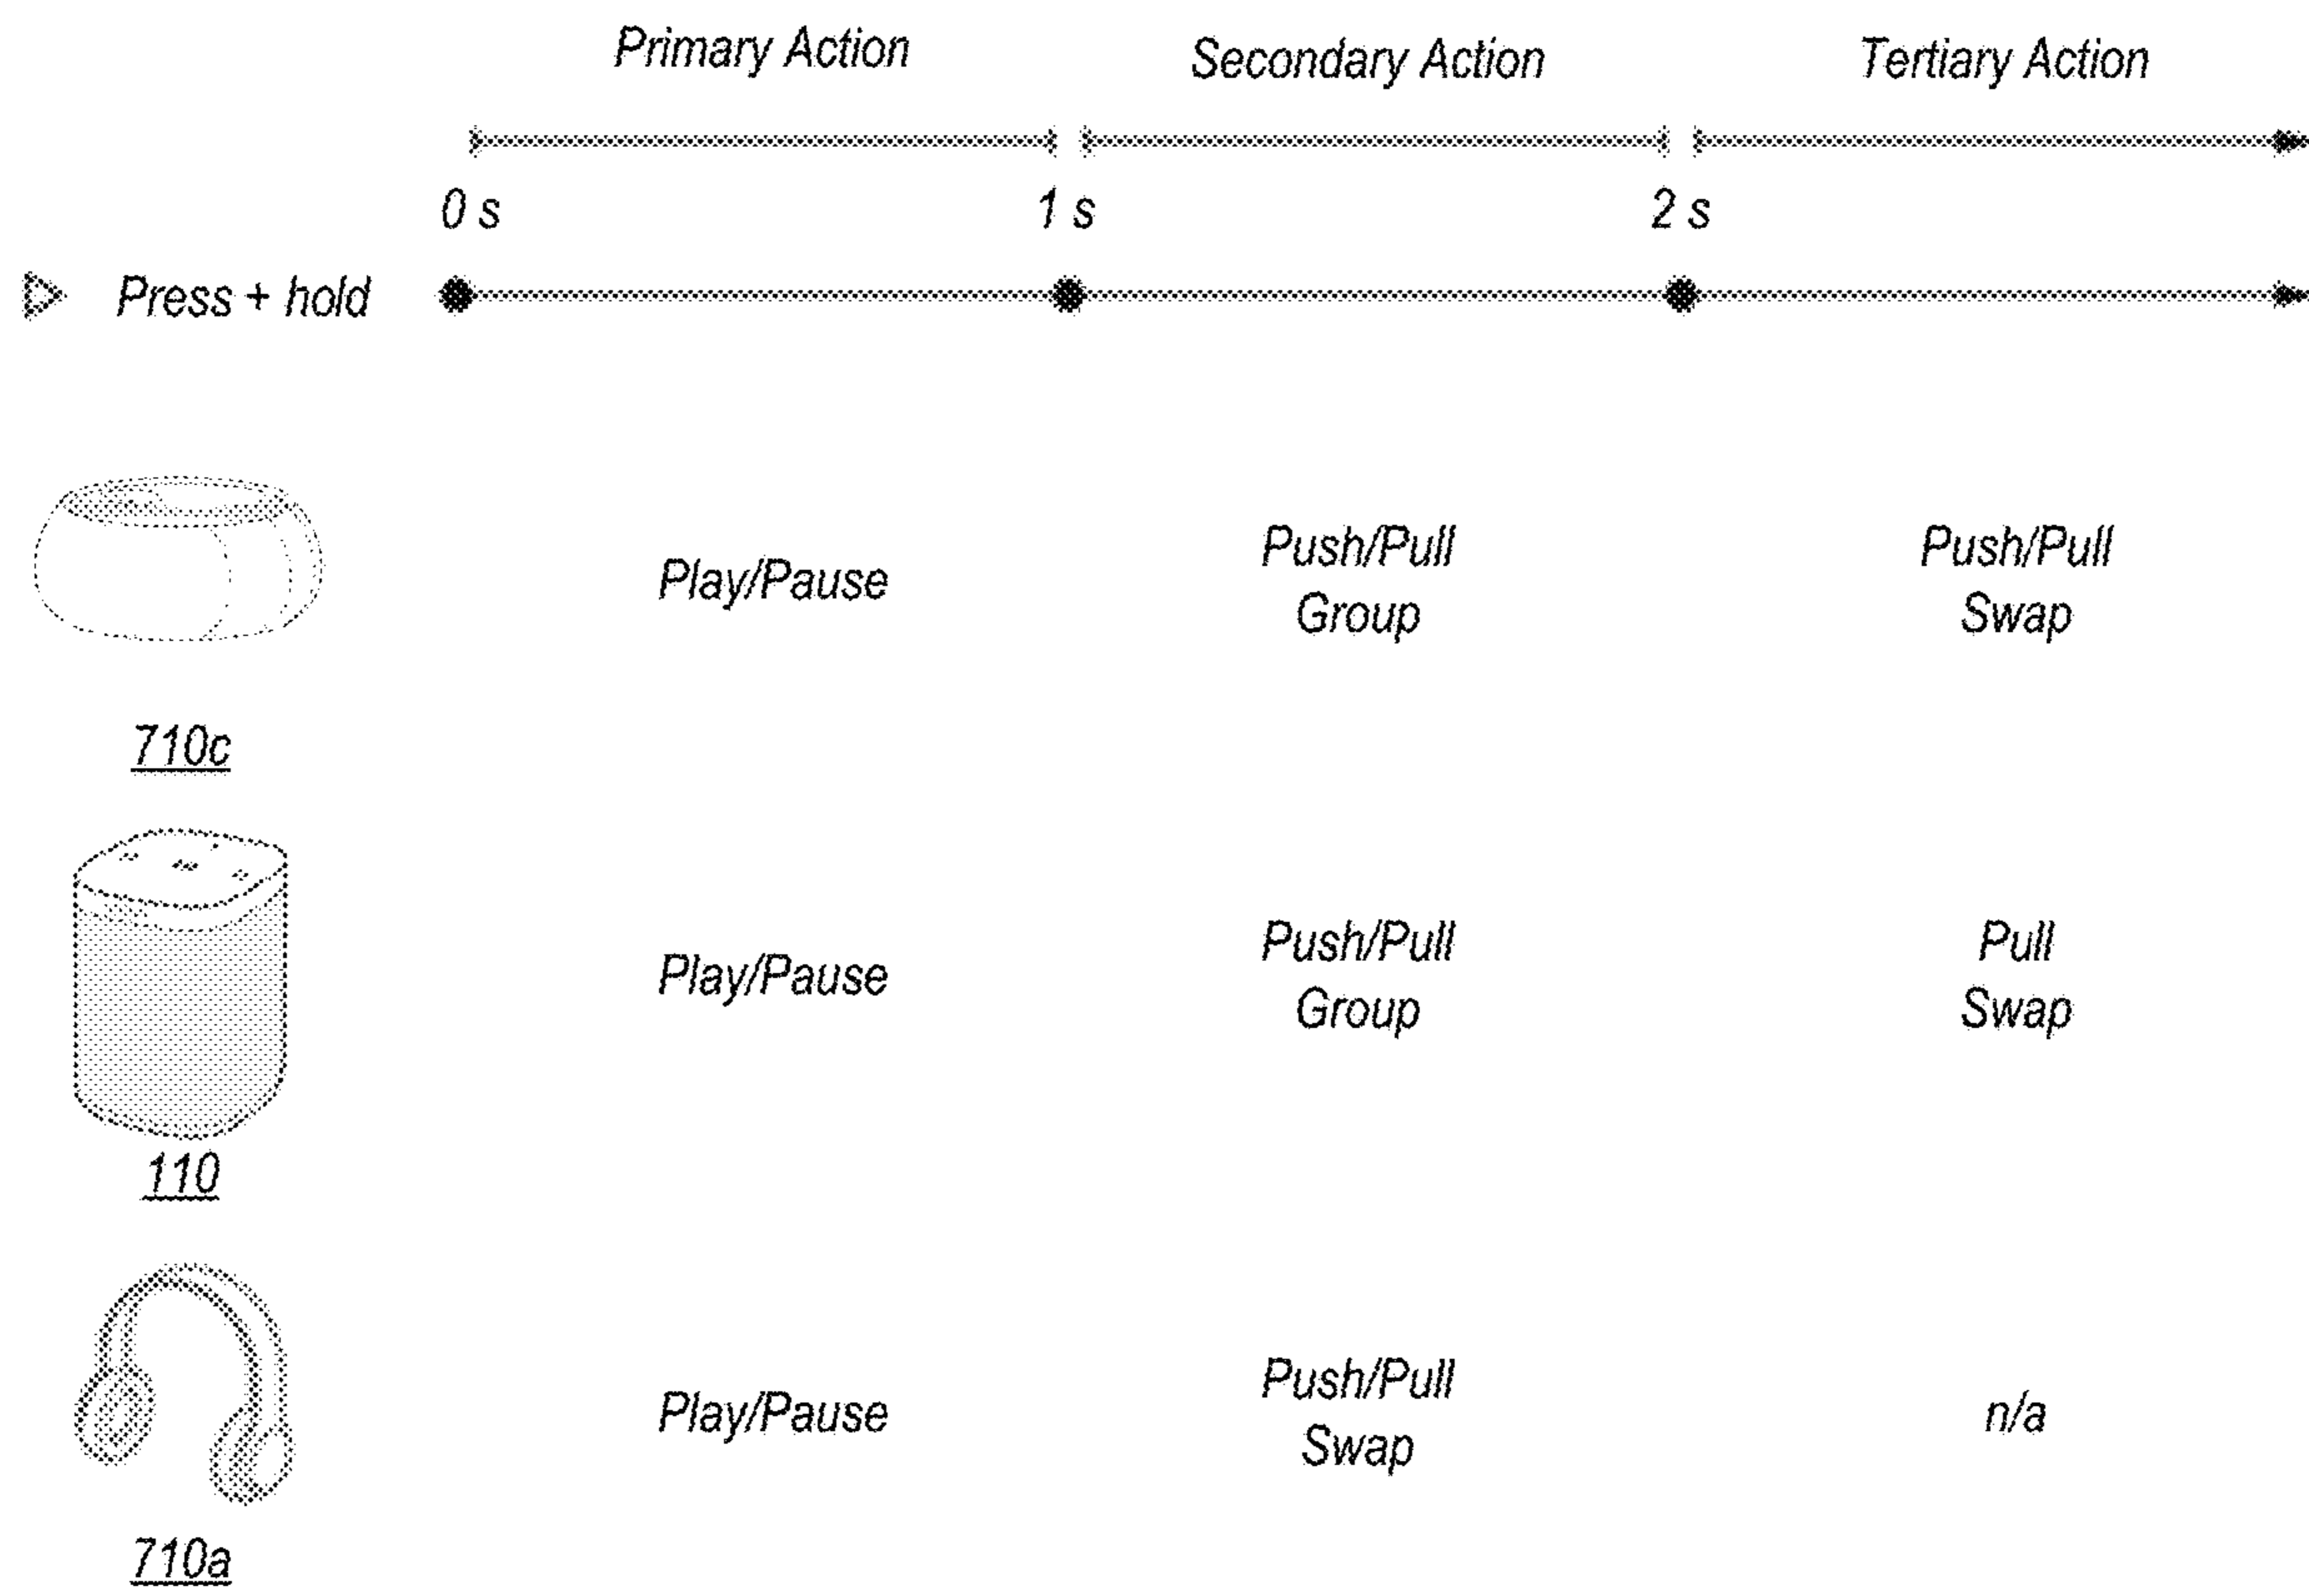 Primary Action
Secondary Action
Tertiary Action
0 s
1 s
2 s
Press + hold
Play/Pause
Push/Pull
Group
Push/Pull
Swap
710c
Play/Pause
Push/Pull
Group
Pull
Swap
110
Play/Pause
Push/Pull
Swap
n/a
710a